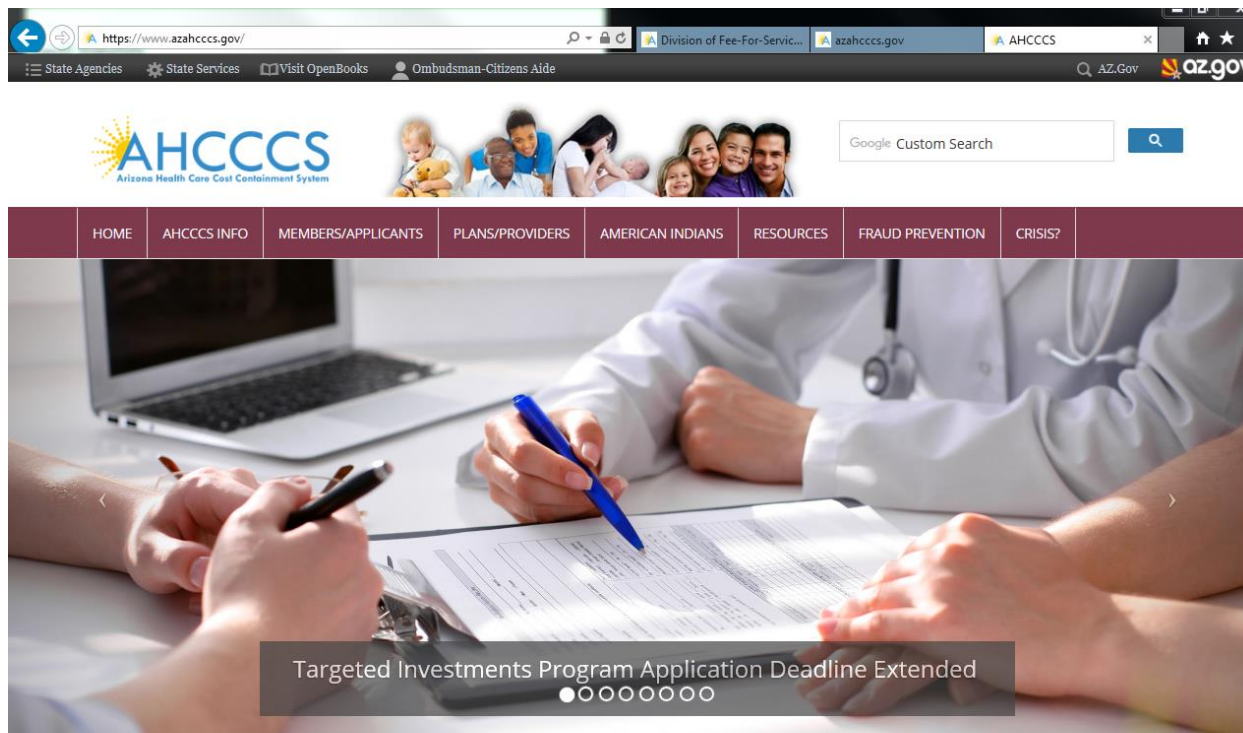 https://www.azahcccs.gov/
Division of Fee-For-Servic...
azahcccs.gov
AHCCCS
State Agencies
State Services
Visit OpenBooks
Ombudsman-Citizens Aide
AZ.Gov
az.gov
AHCCCS
Arizona Health Care Cost Containment System
Google Custom Search
HOME
AHCCCS INFO
MEMBERS/APPLICANTS
PLANS/PROVIDERS
AMERICAN INDIANS
RESOURCES
FRAUD PREVENTION
CRISIS?
Targeted Investments Program Application Deadline Extended